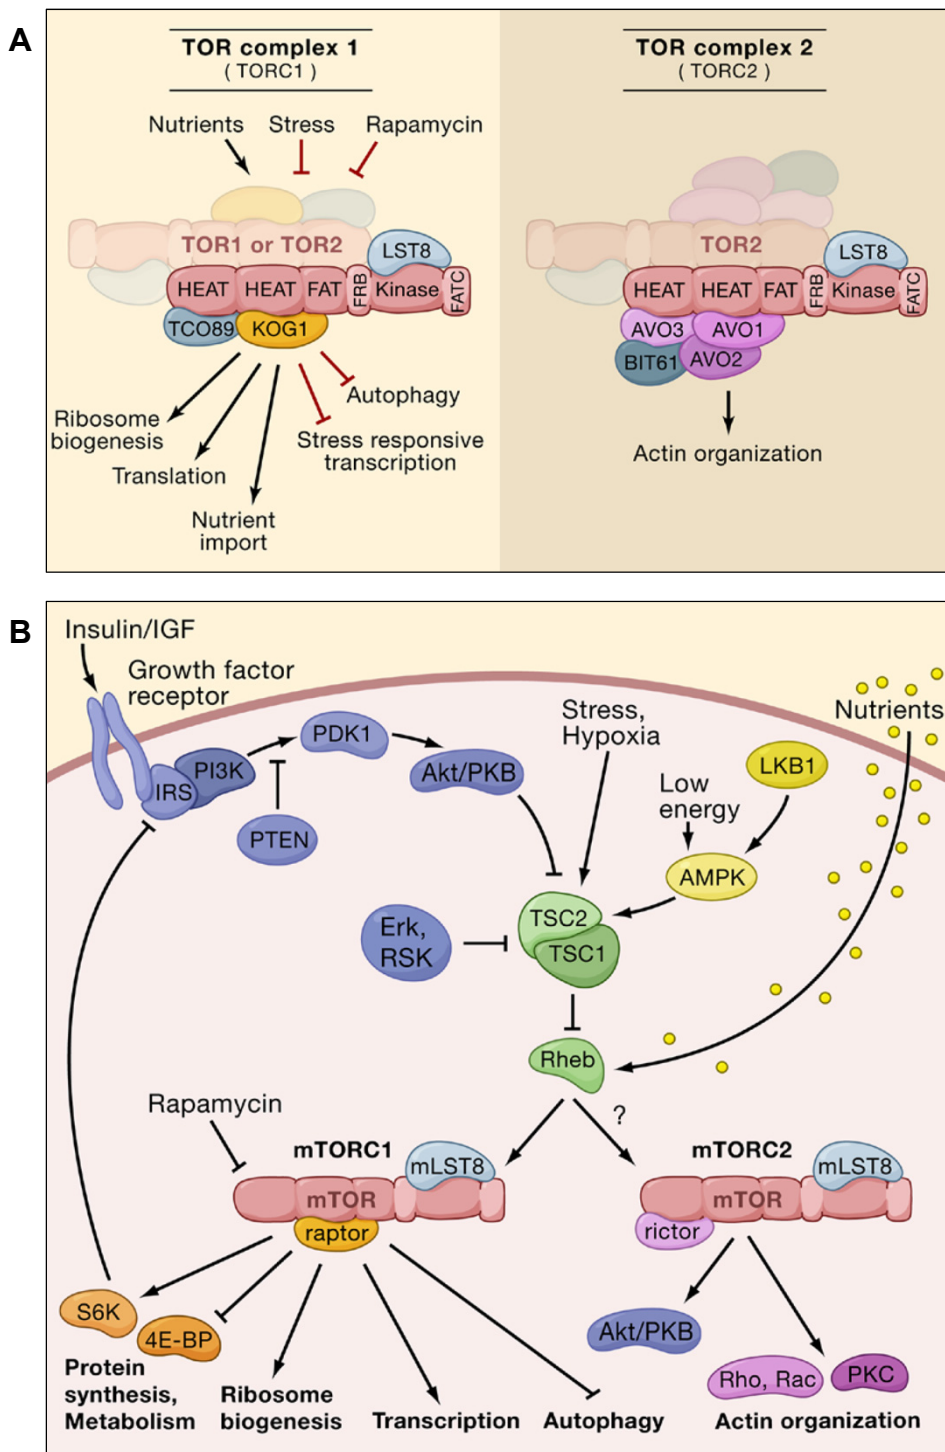 A
TOR complex 1
( TORC1 )
Nutrients
Stress
Rapamycin
TOR1 or TOR2
LST8
HEAT
HEAT
FAT
FRB
Kinase
FATC
TCO89
KOG1
Autophagy
Ribosome
biogenesis
Stress responsive
transcription
Translation
Nutrient
import
TOR complex 2
( TORC2 )
TOR2
LST8
HEAT
HEAT
FAT
FRB
Kinase
FATC
AVO3
AVO1
BIT61
AVO2
Actin organization
B
Insulin/IGF
Growth factor
receptor
PDK1
Stress,
Hypoxia
Nutrients
PI3K
IRS
Akt/PKB
LKB1
Low
energy
PTEN
AMPK
TSC2
Erk,
RSK
TSC1
Rheb
Rapamycin
?
mTORC1
mLST8
mTOR
raptor
mTORC2
mLST8
mTOR
rictor
S6K
4E-BP
Akt/PKB
Rho, Rac
PKC
Protein
synthesis,
Metabolism
Ribosome
biogenesis
Transcription
Autophagy
Actin organization